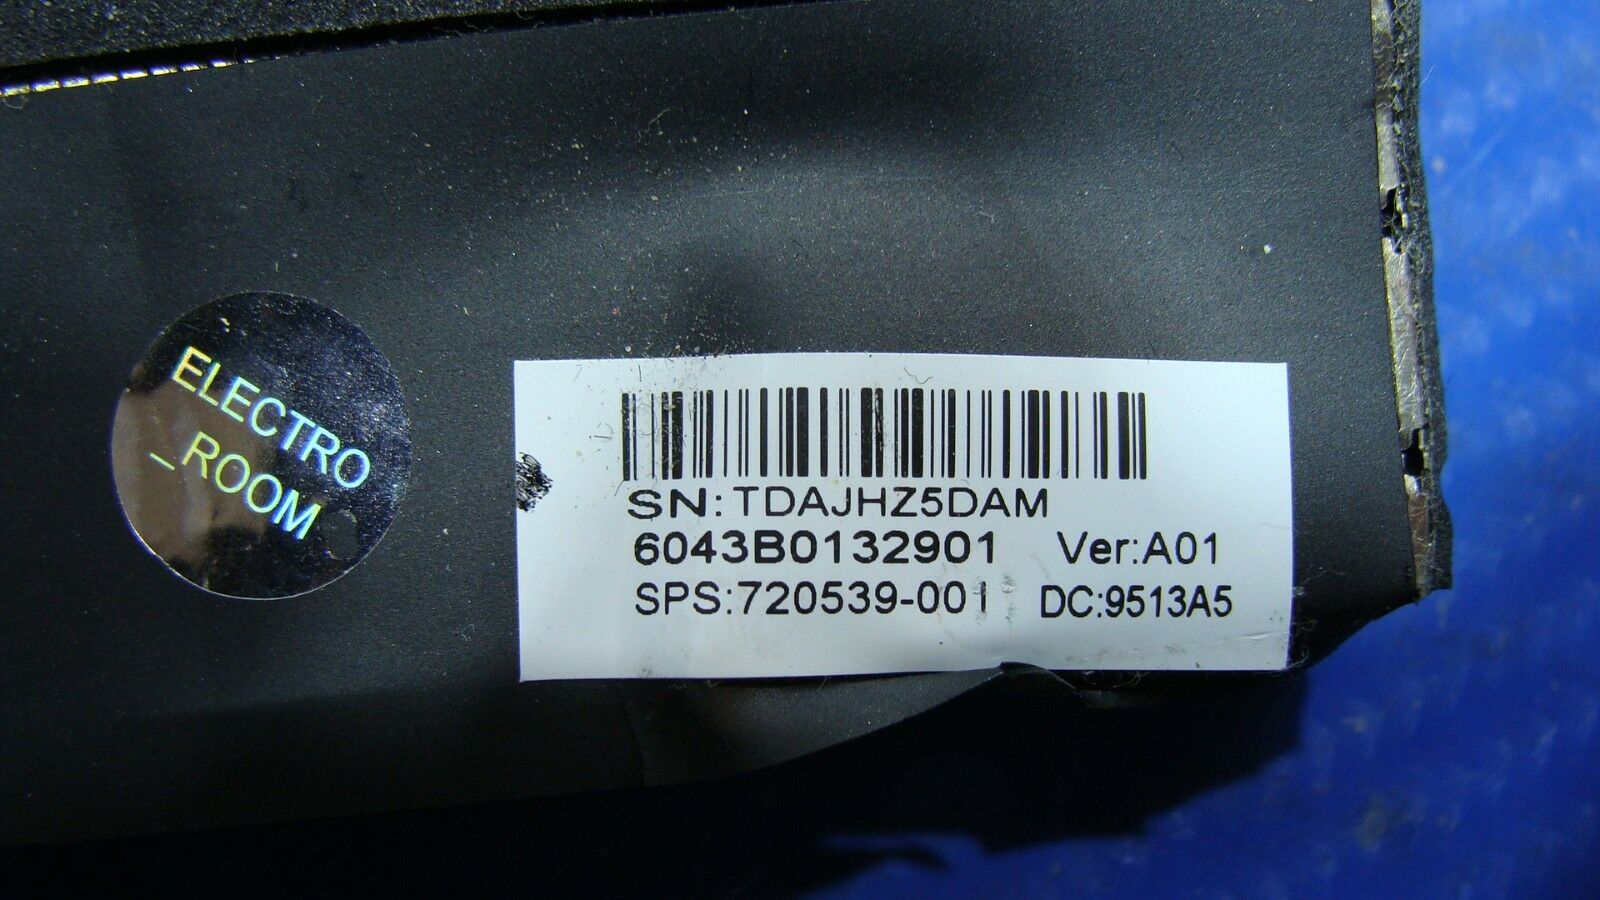 ELECTRO
_ROOM
SN:TDAJHZ5DAM
6043B0132901 Ver:A01
SPS:720539-001 DC:9513A5